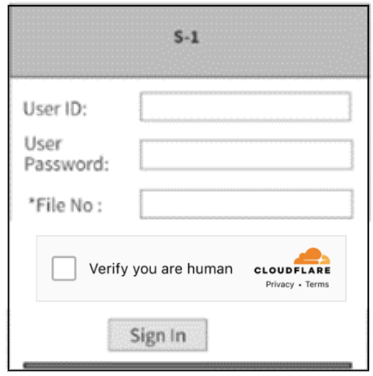 S-1
User ID:
User
Password:
*File No :
Verify you are human
CLOUDFLARE
Privacy • Terms
Sign In